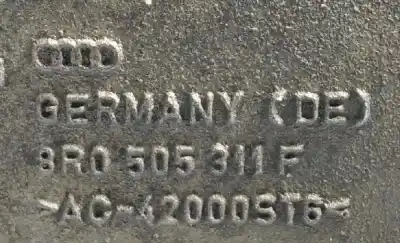 GERMANY (DE)
8R0 505 311 F
>AC-42000ST6<